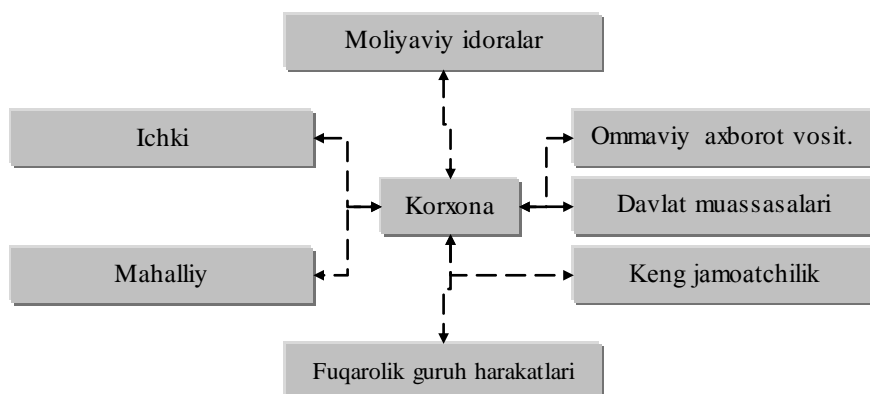 Moliyaviy idoralar
Ichki
Ommaviy axborot vosit.
Korxona
Davlat muassasalari
Mahalliy
Keng jamoatchilik
Fuqarolik guruh harakatlari